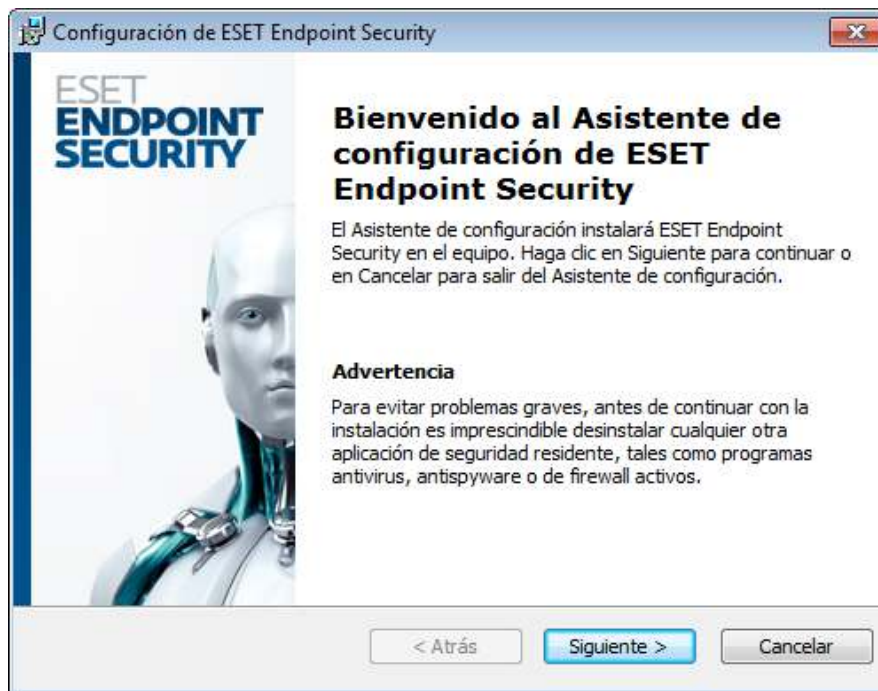 Configuración de ESET Endpoint Security
ESET
ENDPOINT
SECURITY
Bienvenido al Asistente de
configuración de ESET
Endpoint Security
El Asistente de configuración instalará ESET Endpoint
Security en el equipo. Haga clic en Siguiente para continuar o
en Cancelar para salir del Asistente de configuración.
Advertencia
Para evitar problemas graves, antes de continuar con la
instalación es imprescindible desinstalar cualquier otra
aplicación de seguridad residente, tales como programas
antivirus, antispyware o de firewall activos.
< Atrás
Siguiente >
Cancelar